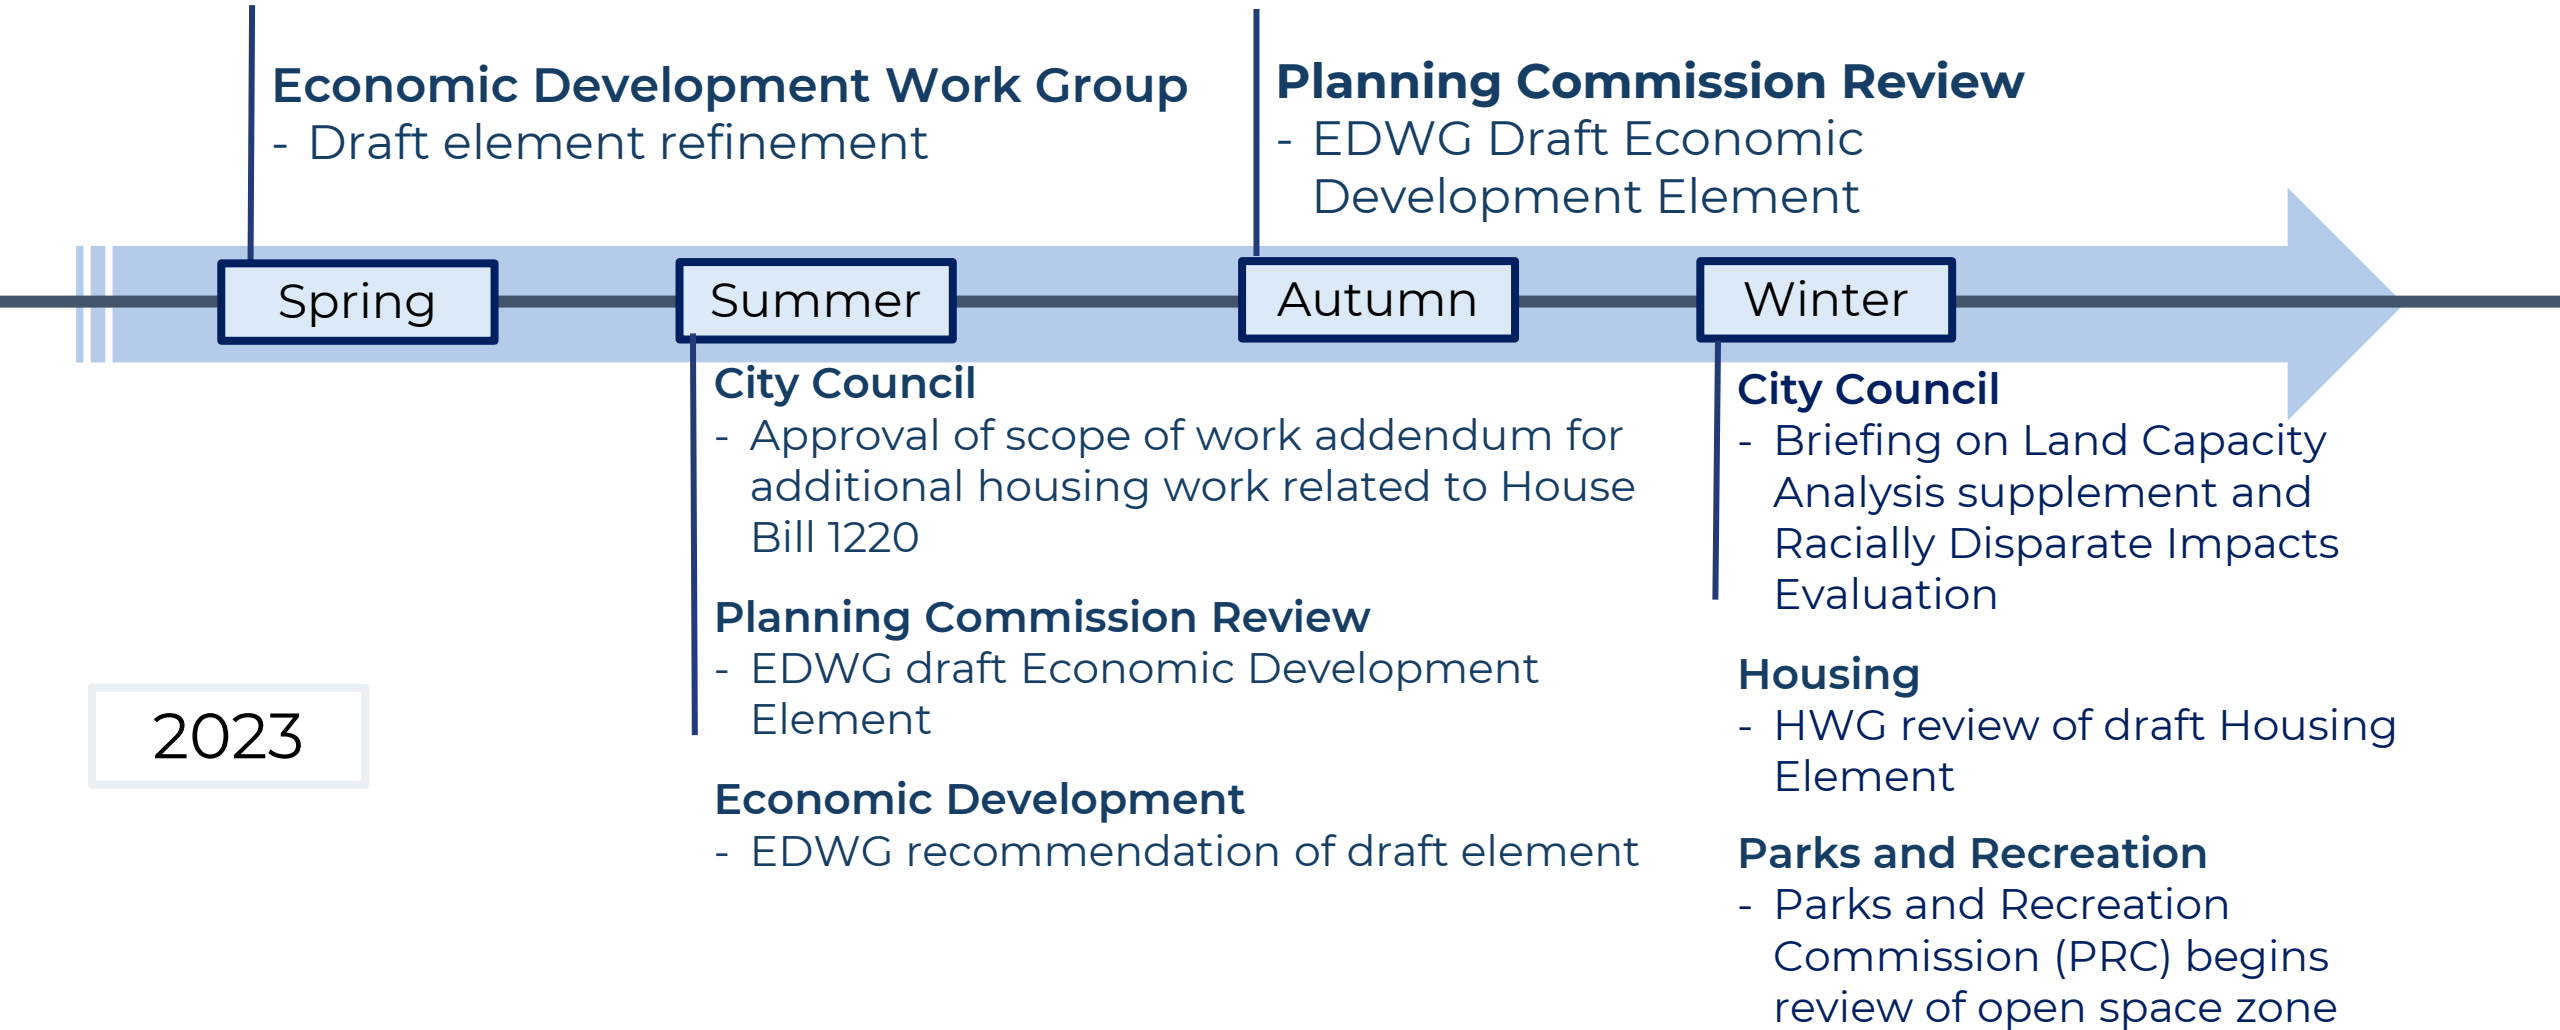 Economic Development Work Group
- Draft element refinement
Planning Commission Review
- EDWG Draft Economic
Development Element
Spring
Summer
Autumn
Winter
City Council
- Approval of scope of work addendum for
additional housing work related to House
Bill 1220
Planning Commission Review
- EDWG draft Economic Development
Element
Economic Development
- EDWG recommendation of draft element
City Council
- Briefing on Land Capacity
Analysis supplement and
Racially Disparate Impacts
Evaluation
Housing
- HWG review of draft Housing
Element
Parks and Recreation
- Parks and Recreation
Commission (PRC) begins
review of open space zone
2023